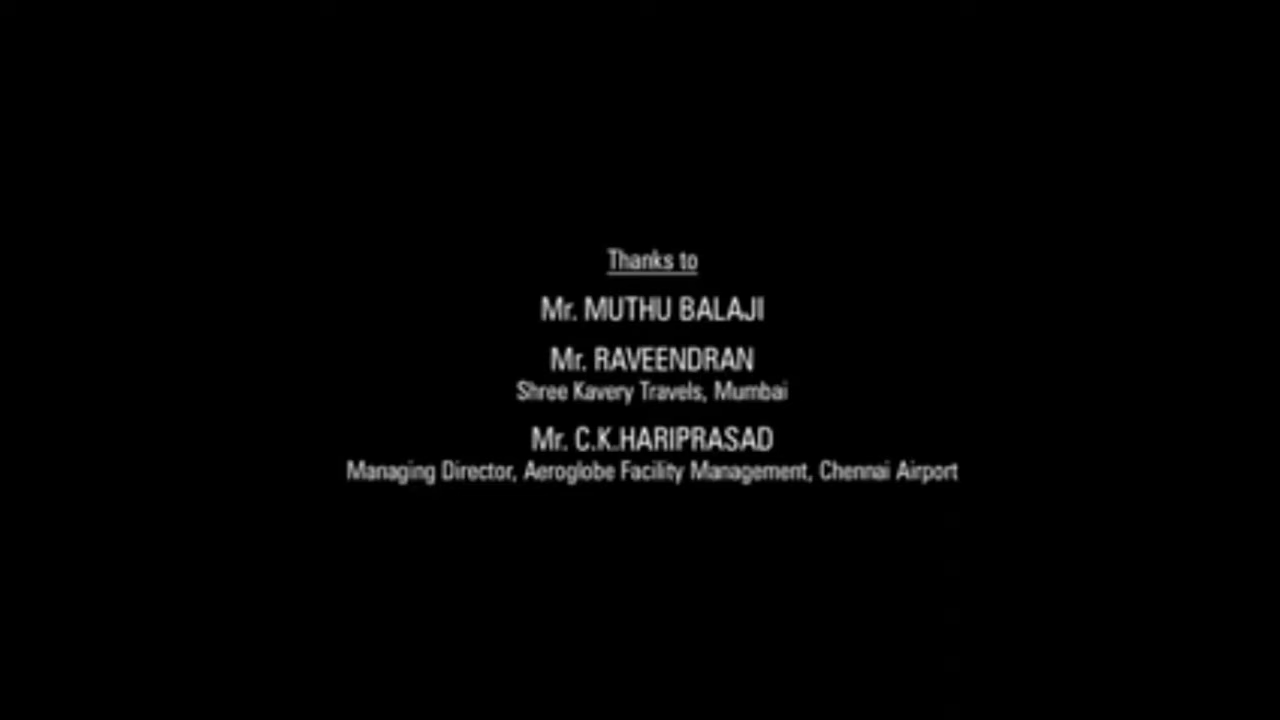 Thanks to
Mr. MUTHU BALAJI
Mr. RAVEENDRAN
Shree Kavery Travels, Mumbai
Mr. C.K.HARIPRASAD
Managing Director, Aeroglobe Facility Management, Chennai Airport